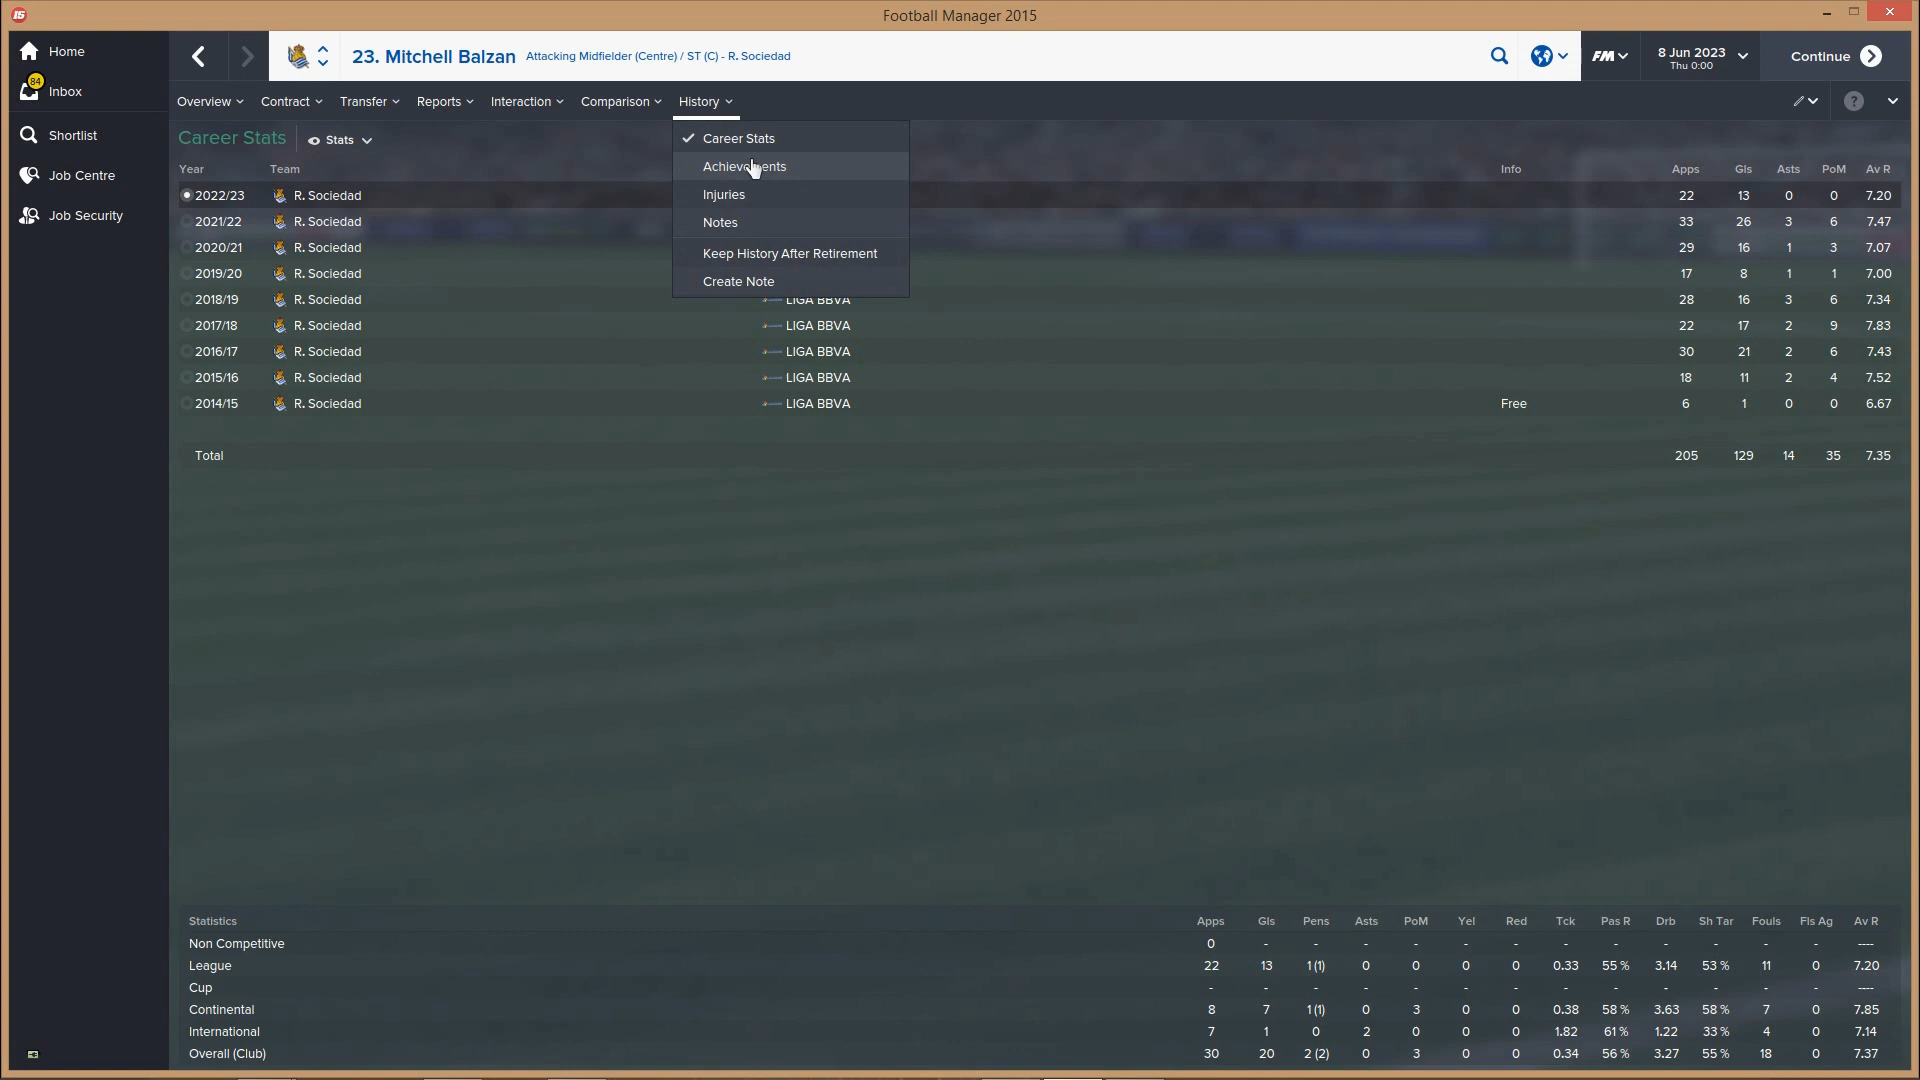 Football Manager 2015
Home
84
Inbox
Shortlist
Job Centre
Job Security
23. Mitchell Balzan Attacking Midfielder (Centre) / ST (C) - R. Sociedad
FM
8 Jun 2023
Thu 0:00
Continue
Overview Contract Transfer Reports Interaction Comparison History
Career Stats Stats
Career Stats
Achievements
Injuries
Notes
Keep History After Retirement
Create Note
Year Team Info Apps Gls Asts PoM Av R
2022/23 R. Sociedad 22 13 0 0 7.20
2021/22 R. Sociedad 33 26 3 6 7.47
2020/21 R. Sociedad 29 16 1 3 7.07
2019/20 R. Sociedad 17 8 1 1 7.00
2018/19 R. Sociedad LIGA BBVA 28 16 3 6 7.34
2017/18 R. Sociedad LIGA BBVA 22 17 2 9 7.83
2016/17 R. Sociedad LIGA BBVA 30 21 2 6 7.43
2015/16 R. Sociedad LIGA BBVA 18 11 2 4 7.52
2014/15 R. Sociedad LIGA BBVA Free 6 1 0 0 6.67
Total 205 129 14 35 7.35
Statistics Apps Gls Pens Asts PoM Yel Red Tck Pas R Drb Sh Tar Fouls Fls Ag Av R
Non Competitive 0 - - - - - - - - - - - - ----
League 22 13 1 (1) 0 0 0 0 0.33 55 % 3.14 53 % 11 0 7.20
Cup - - - - - - - - - - - - - ----
Continental 8 7 1 (1) 0 3 0 0 0.38 58 % 3.63 58 % 7 0 7.85
International 7 1 0 2 0 0 0 1.82 61 % 1.22 33 % 4 0 7.14
Overall (Club) 30 20 2 (2) 0 3 0 0 0.34 56 % 3.27 55 % 18 0 7.37